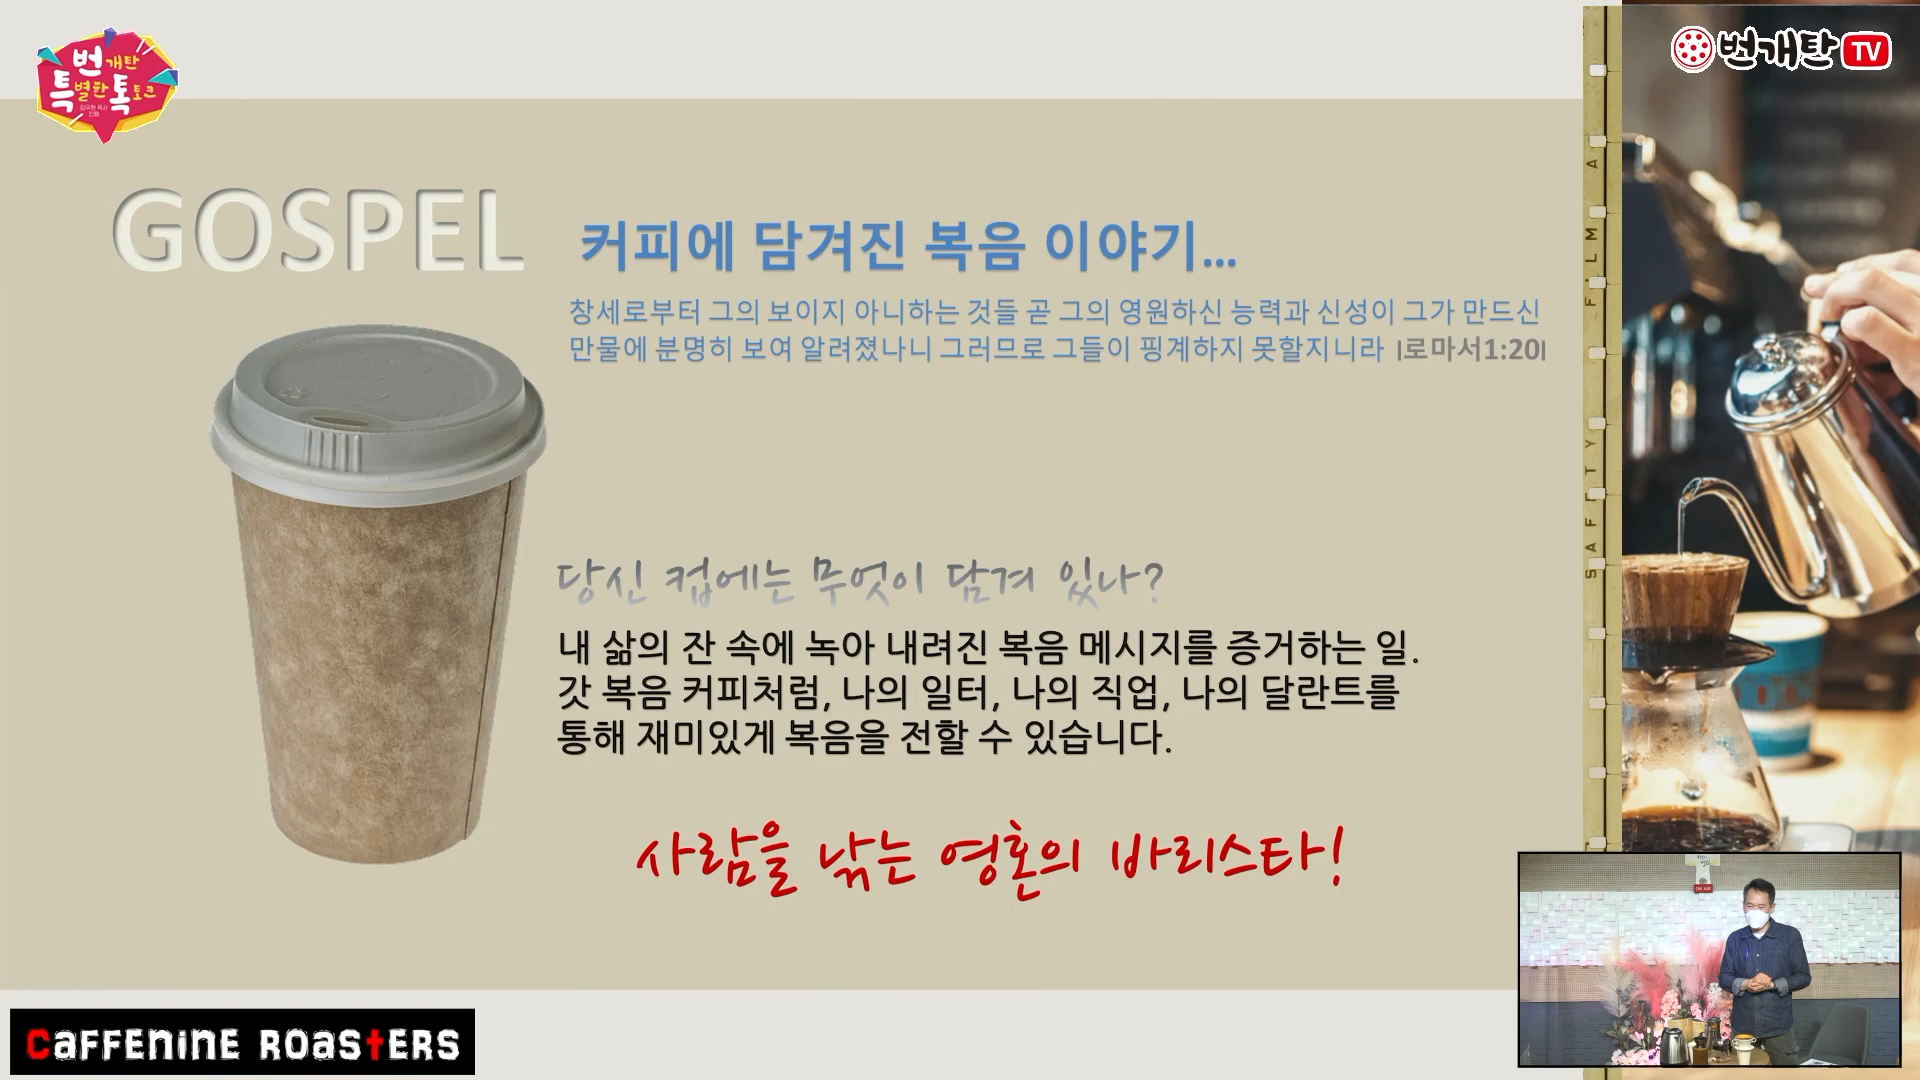 번개탄
특별한 톡토크
임우현 목사
진행
번개탄 TV
GOSPEL
커피에 담겨진 복음 이야기...
창세로부터 그의 보이지 아니하는 것들 곧 그의 영원하신 능력과 신성이 그가 만드신
만물에 분명히 보여 알려졌나니 그러므로 그들이 핑계하지 못할지니라 |로마서1:20|
당신 컵에는 무엇이 담겨 있나?
내 삶의 잔 속에 녹아 내려진 복음 메시지를 증거하는 일.
갓 복음 커피처럼, 나의 일터, 나의 직업, 나의 달란트를
통해 재미있게 복음을 전할 수 있습니다.
사람을 낚는 영혼의 바리스타!
SAFETY FILM A
ON AIR
CAFFENINE ROASTERS